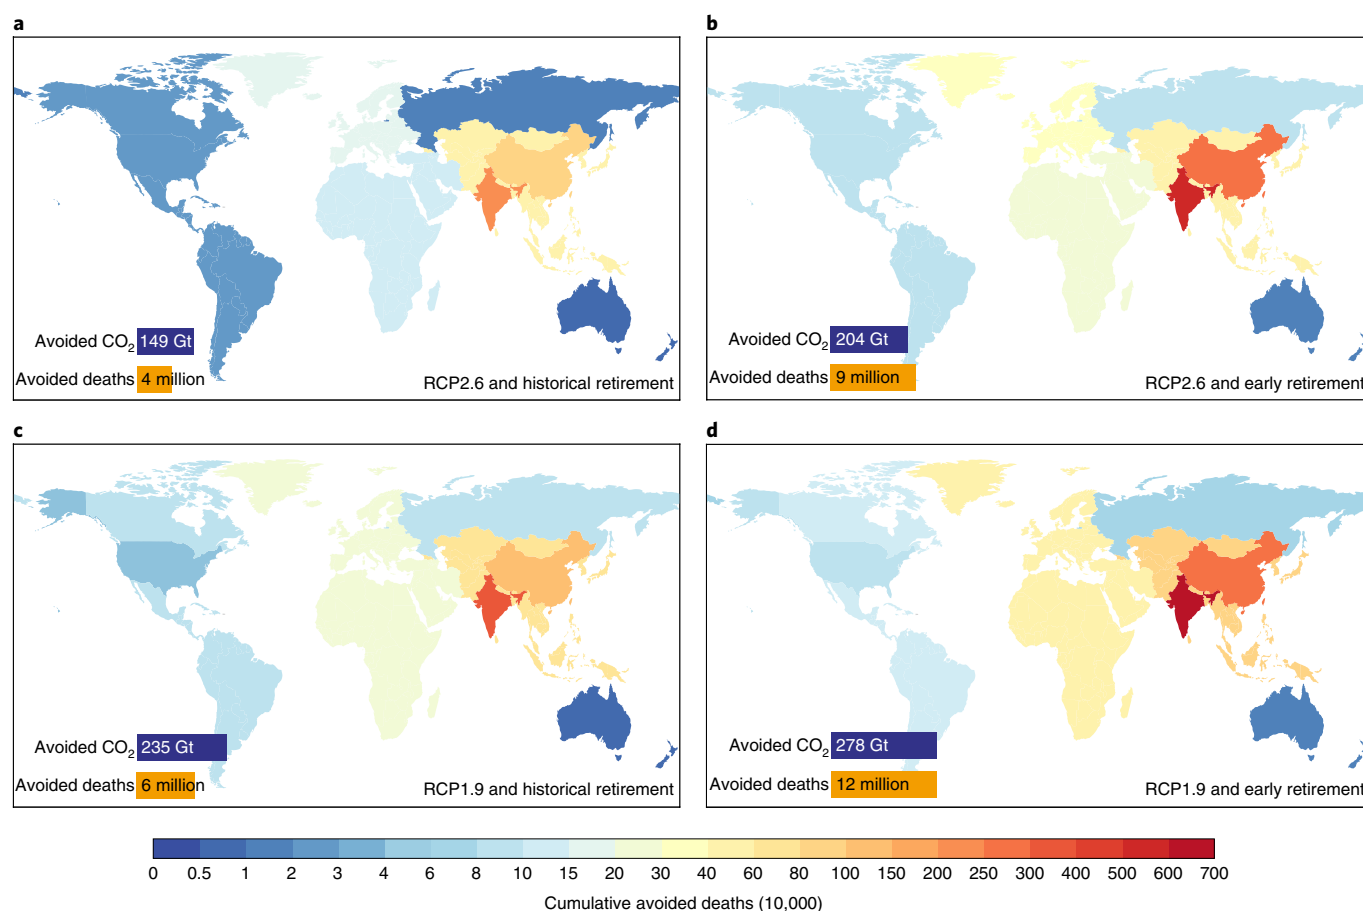 a
b
Avoided CO2 149 Gt
Avoided deaths 4 million
RCP2.6 and historical retirement
Avoided CO2 204 Gt
Avoided deaths 9 million
RCP2.6 and early retirement
c
d
Avoided CO2 235 Gt
Avoided deaths 6 million
RCP1.9 and historical retirement
Avoided CO2 278 Gt
Avoided deaths 12 million
RCP1.9 and early retirement
0 0.5 1 2 3 4 6 8 10 15 20 30 40 60 80 100 150 200 250 300 400 500 600 700
Cumulative avoided deaths (10,000)